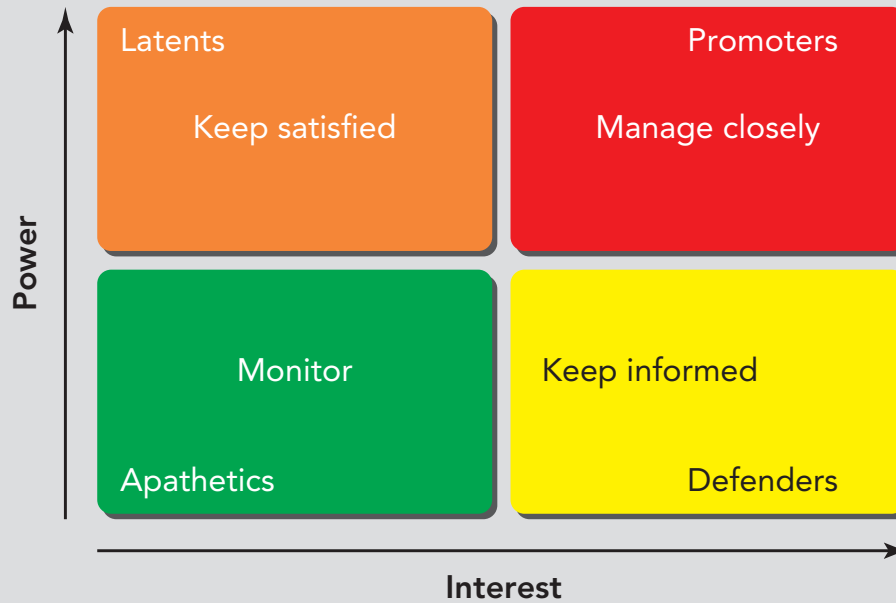 Latents
Promoters
Keep satisfied
Manage closely
Power
Monitor
Keep informed
Apathetics
Defenders
Interest